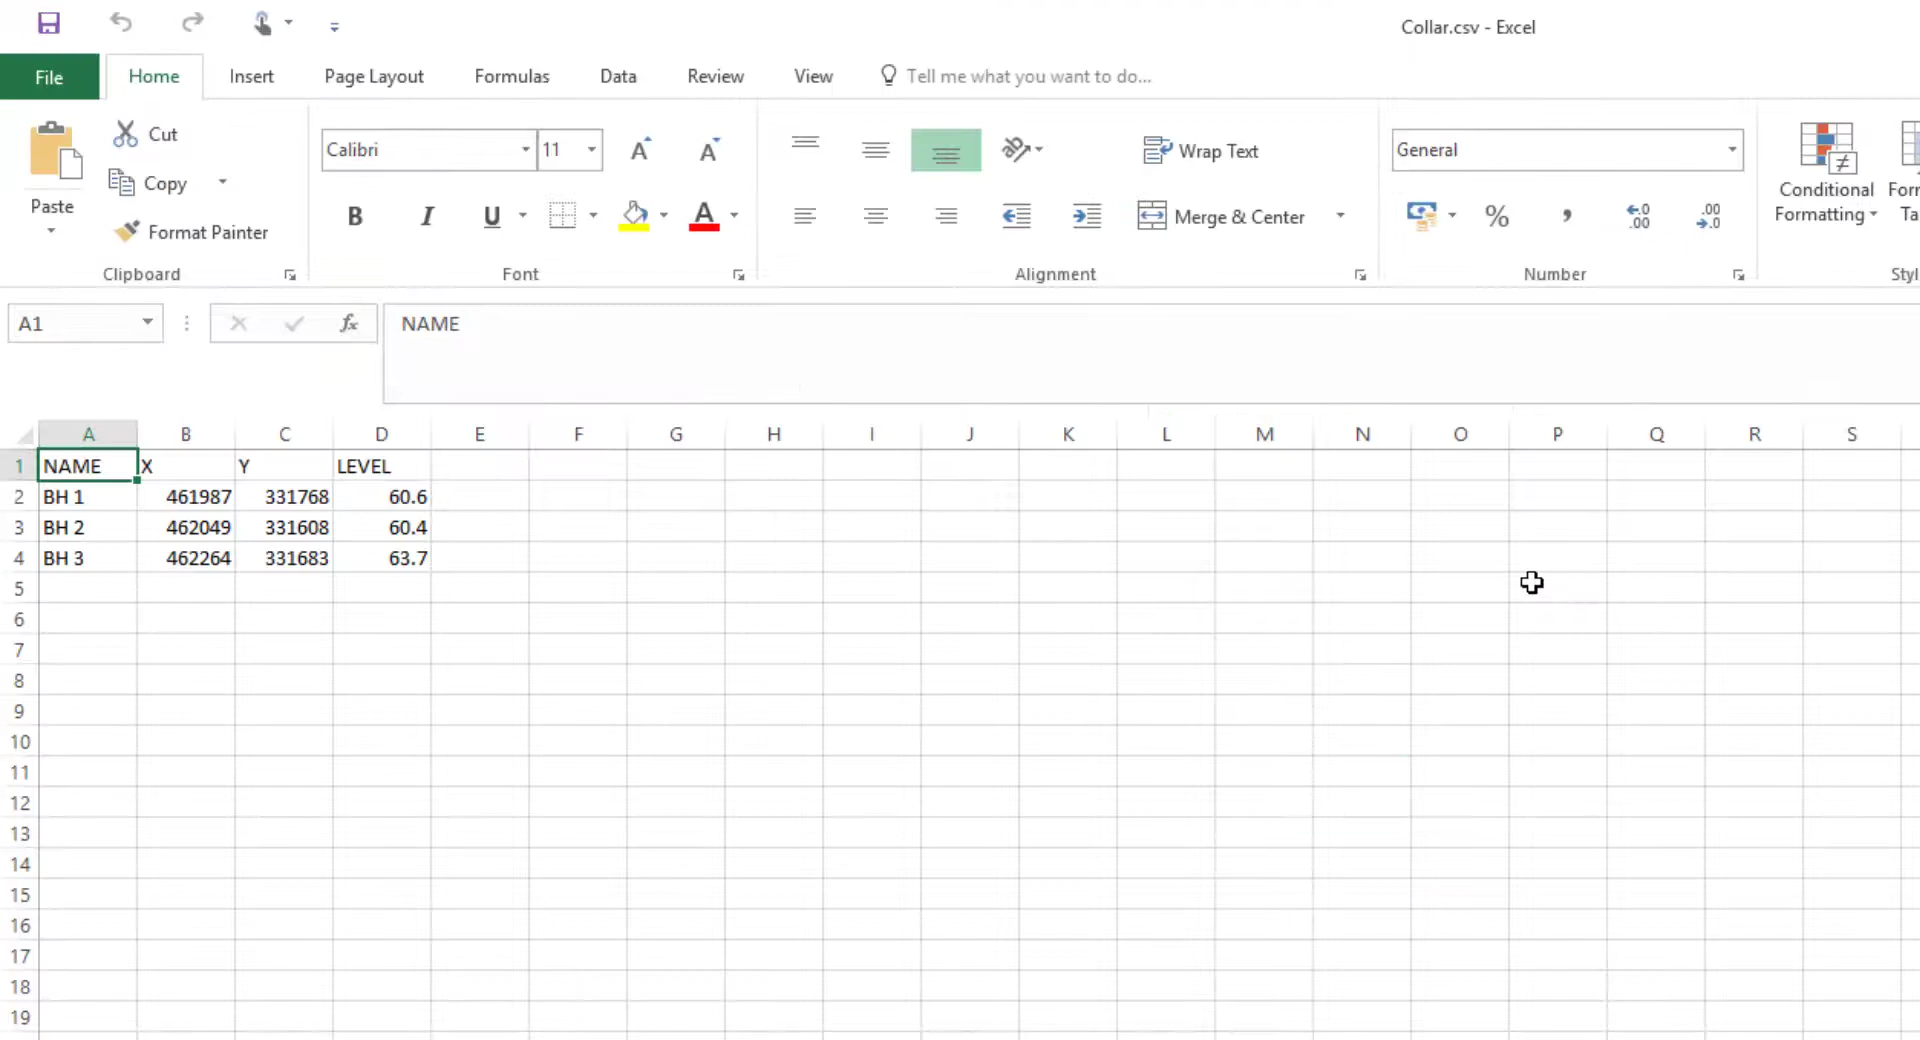 Collar.csv - Excel
File Home Insert Page Layout Formulas Data Review View Tell me what you want to do...
Cut
Copy
Paste
Format Painter
Clipboard
Calibri 11
B I U
Font
Wrap Text
Merge & Center
Alignment
General
% ,
Number
Conditional
Formatting
A1 fx NAME
A B C D E F G H I J K L M N O P Q R S
1 NAME X Y LEVEL
2 BH 1 461987 331768 60.6
3 BH 2 462049 331608 60.4
4 BH 3 462264 331683 63.7
5
6
7
8
9
10
11
12
13
14
15
16
17
18
19